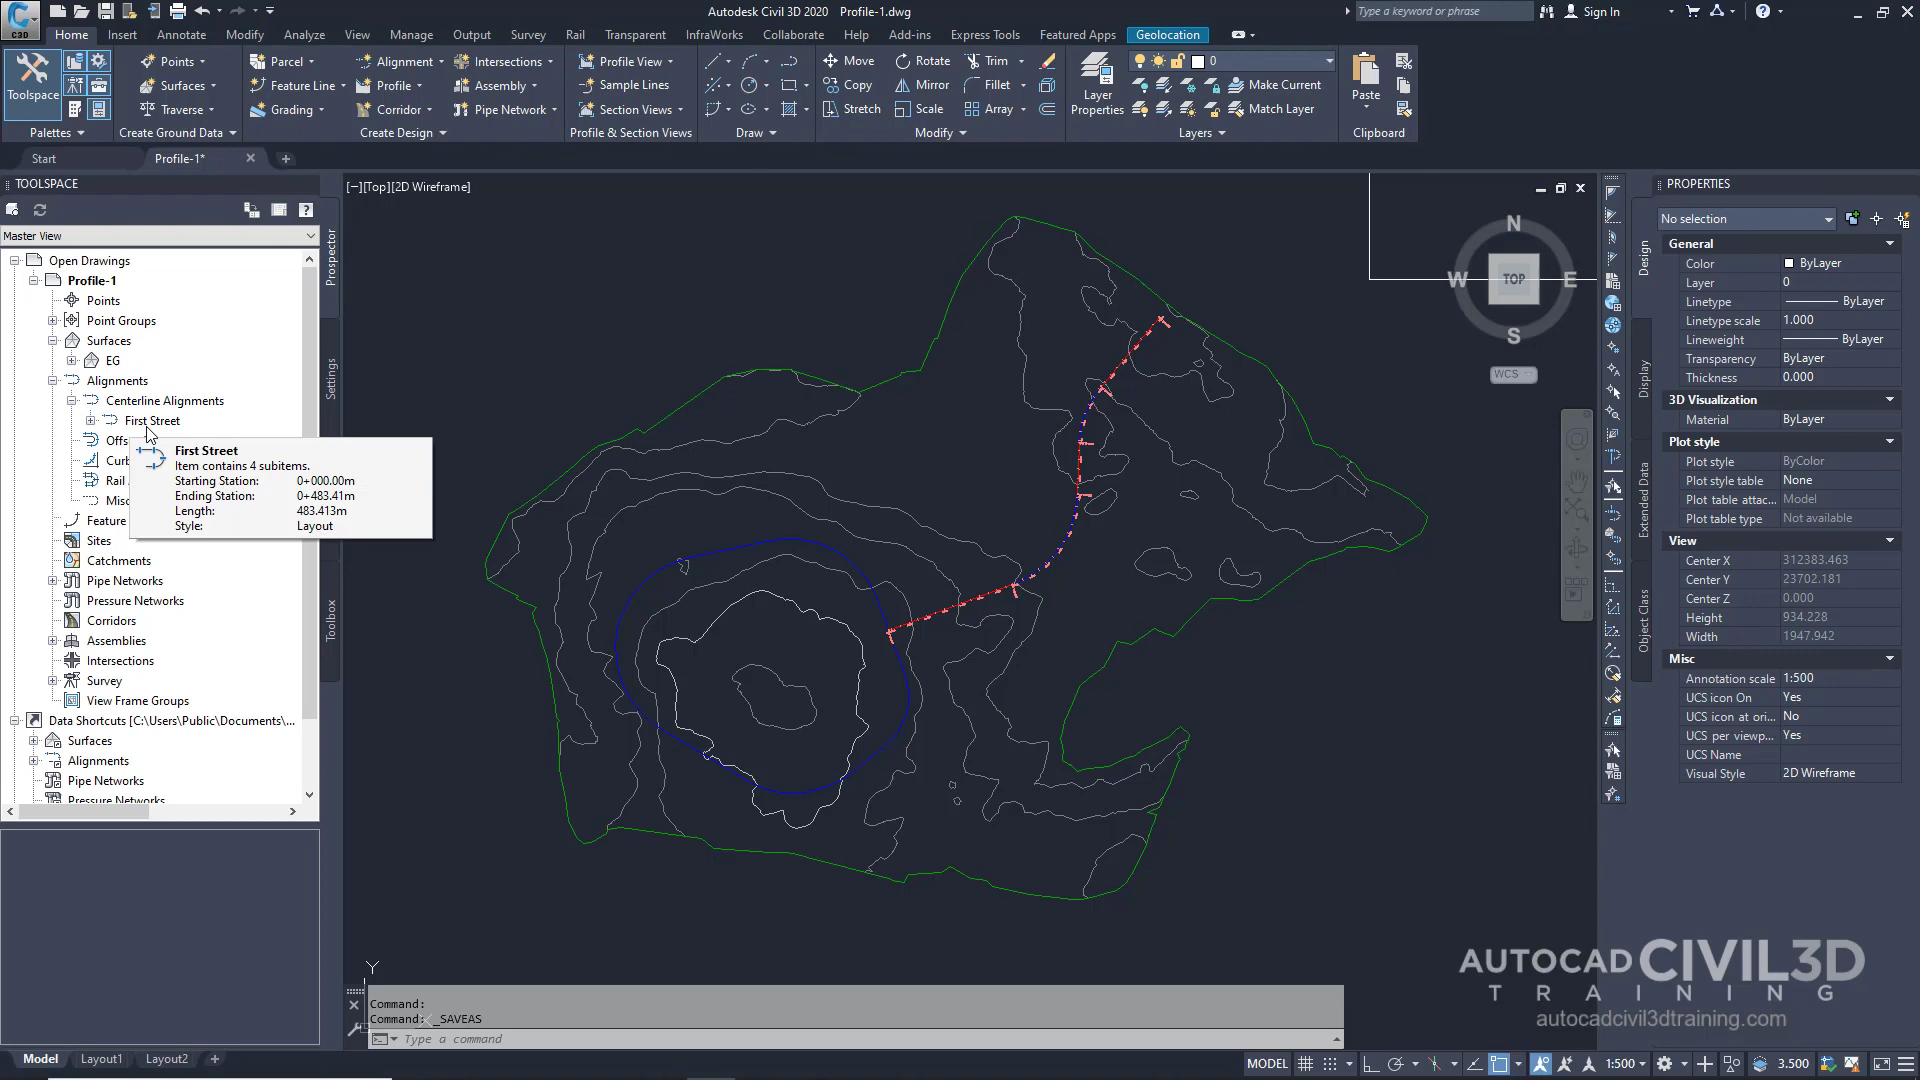 Autodesk Civil 3D 2020 Profile-1.dwg
Type a keyword or phrase
Sign In
C3D
Home Insert Annotate Modify Analyze View Manage Output Survey Rail Transparent InfraWorks Collaborate Help Add-ins Express Tools Featured Apps Geolocation
Toolspace
Points
Surfaces
Traverse
Parcel
Feature Line
Grading
Alignment
Profile
Corridor
Intersections
Assembly
Pipe Network
Profile View
Sample Lines
Section Views
Move Rotate Trim
Copy Mirror Fillet
Stretch Scale Array
Layer
Properties
0
Make Current
Match Layer
Paste
Palettes Create Ground Data Create Design Profile & Section Views Draw Modify Layers Clipboard
Start Profile-1*
TOOLSPACE
Master View
Open Drawings
Profile-1
Points
Point Groups
Surfaces
EG
Alignments
Centerline Alignments
First Street
Offs
Curb
Rail
Misc
Feature
Sites
Catchments
Pipe Networks
Pressure Networks
Corridors
Assemblies
Intersections
Survey
View Frame Groups
Data Shortcuts [C:\Users\Public\Documents\...
Surfaces
Alignments
Pipe Networks
Pressure Networks
First Street
Item contains 4 subitems.
Starting Station: 0+000.00m
Ending Station: 0+483.41m
Length: 483.413m
Style: Layout
Prospector
Settings
Toolbox
[−][Top][2D Wireframe]
N
W TOP E
S
WCS
Y
Command:
Command: _SAVEAS
Type a command
PROPERTIES
No selection
Design
Display
Extended Data
Object Class
General
Color ByLayer
Layer 0
Linetype ByLayer
Linetype scale 1.000
Lineweight ByLayer
Transparency ByLayer
Thickness 0.000
3D Visualization
Material ByLayer
Plot style
Plot style ByColor
Plot style table None
Plot table attac... Model
Plot table type Not available
View
Center X 312383.463
Center Y 23702.181
Center Z 0.000
Height 934.228
Width 1947.942
Misc
Annotation scale 1:500
UCS icon On Yes
UCS icon at ori... No
UCS per viewp... Yes
UCS Name
Visual Style 2D Wireframe
AUTOCAD CIVIL3D
TRAINING
autocadcivil3dtraining.com
Model Layout1 Layout2 +
MODEL 1:500 3.500